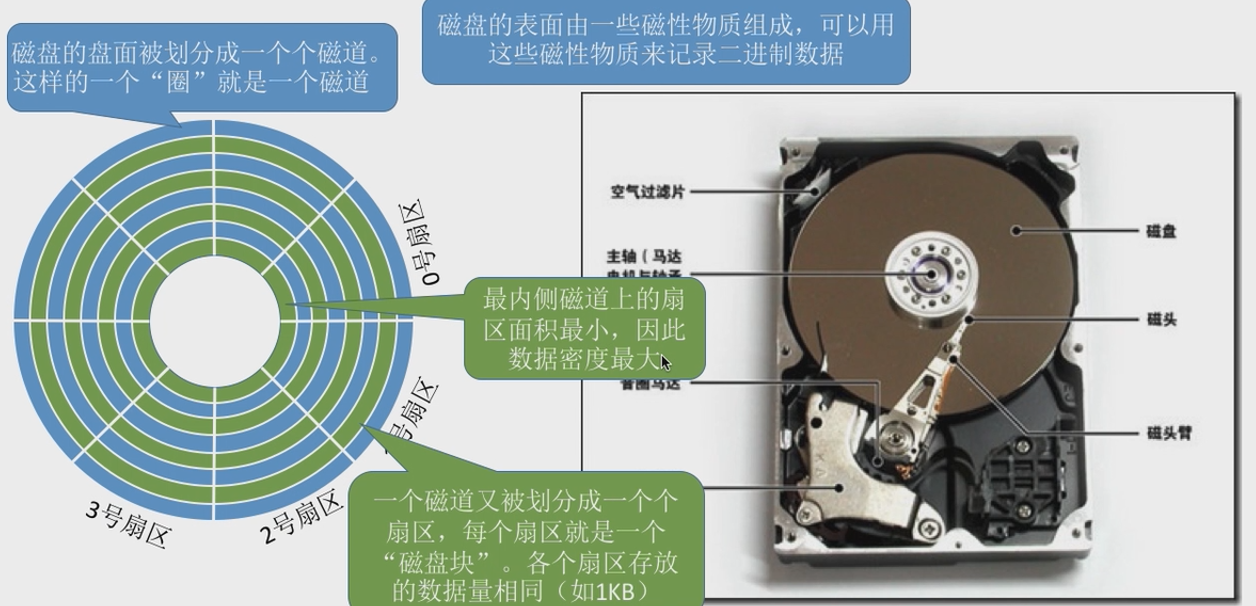 磁盘的盘面被划分成一个个磁道。
这样的一个“圈”就是一个磁道
磁盘的表面由一些磁性物质组成，可以用
这些磁性物质来记录二进制数据
0号扇区
号扇区
2号扇区
3号扇区
最内侧磁道上的扇
区面积最小，因此
数据密度最大
一个磁道又被划分成一个个
扇区，每个扇区就是一个
“磁盘块”。各个扇区存放
的数据量相同（如1KB）
空气过滤片
主轴（马达
音圈马达
磁盘
磁头
磁头臂